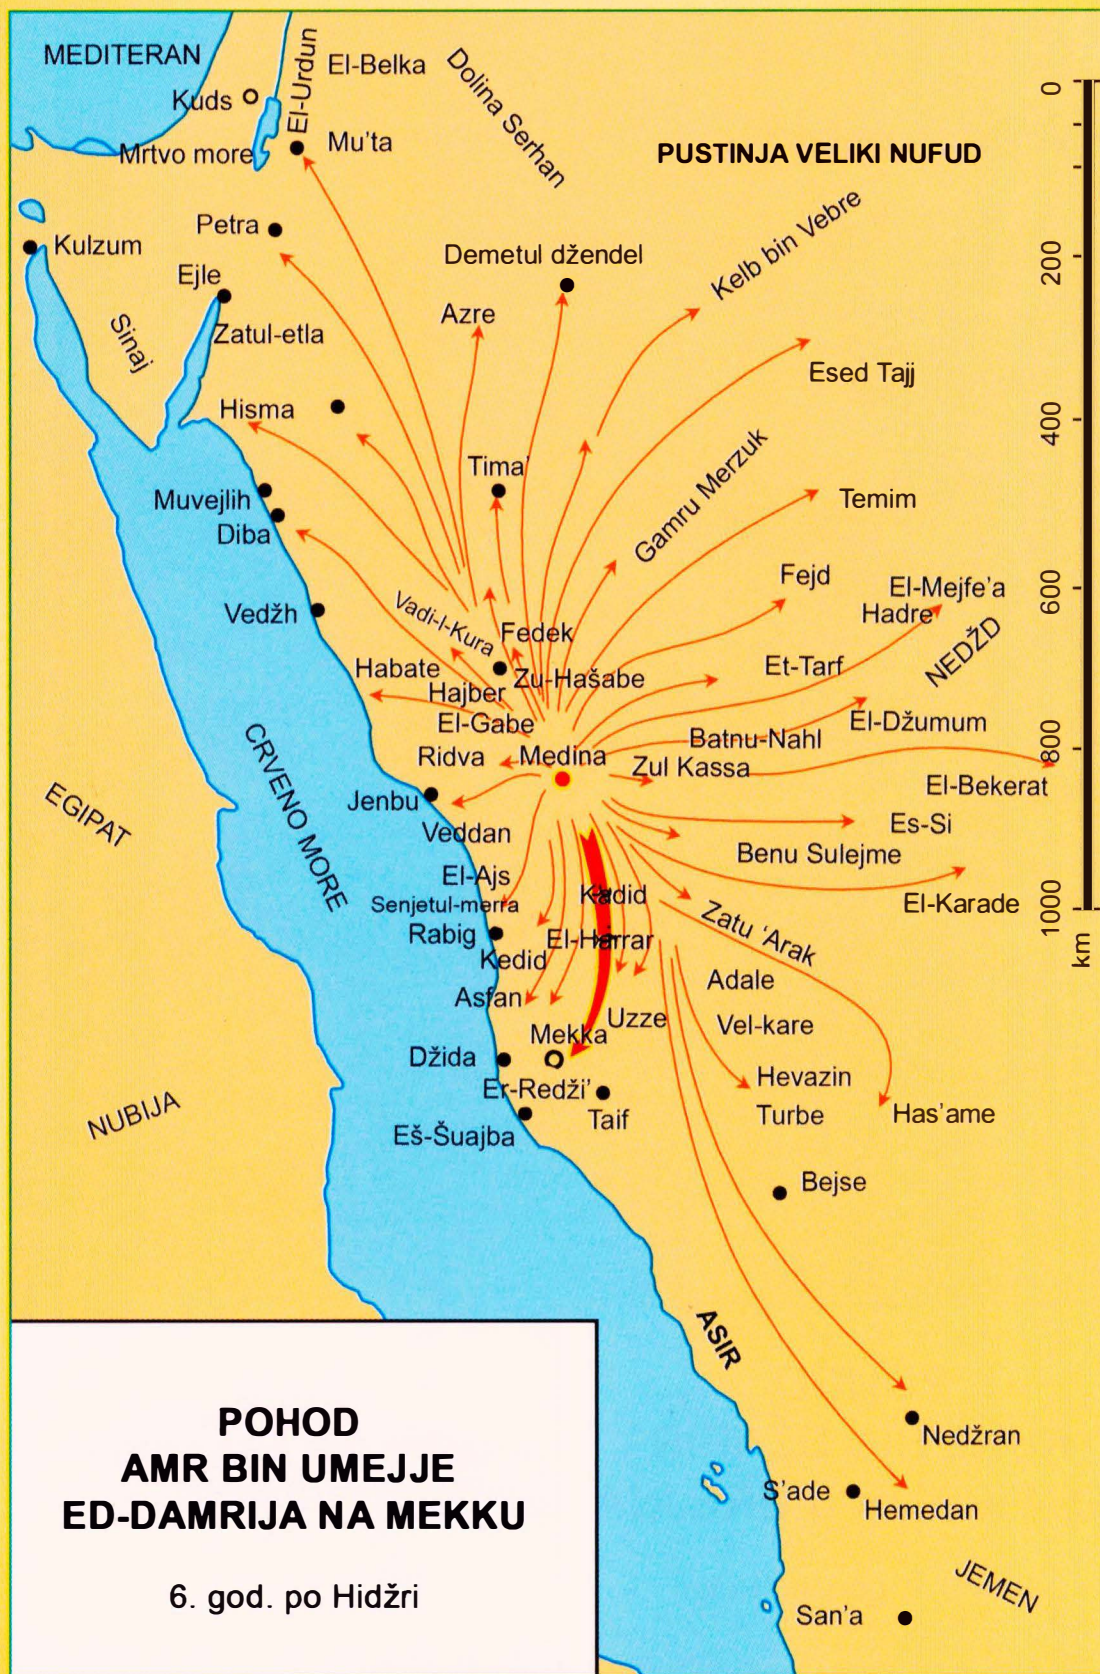 MEDITERAN
El-Urdun
El-Belka
Dolina Serhan
Kuds
Mrtvo more
Mu'ta
PUSTINJA VELIKI NUFUD
0
Petra
Kulzum
Demetul džendel
Kelb bin Vebre
200
Ejle
Sinaj
Zatul-etla
Azre
Esed Tajj
Hisma
400
Tima'
Gamru Merzuk
Muvejlih
Temim
Diba
Fejd
El-Mejfe'a
600
Vedžh
Vadi-l-Kura
Hadre
Fedek
NEDŽD
Habate
Hajber
Zu-Hašabe
Et-Tarf
El-Gabe
El-Džumum
CRVENO MORE
Ridva
Medina
Batnu-Nahl
800
Zul Kassa
EGIPAT
Jenbu
El-Bekerat
Veddan
Es-Si
Benu Sulejme
El-Ajs
Kadid
Senjetul-merra
El-Karade
1000
km
Rabig
El-Harrar
Zatu 'Arak
Kedid
Adale
Asfan
Uzze
Vel-kare
Mekka
Džida
Hevazin
Er-Redži'
NUBIJA
Taif
Turbe
Has'ame
Eš-Šuajba
Bejse
ASIR
POHOD
AMR BIN UMEJJE
ED-DAMRIJA NA MEKKU
6. god. po Hidžri
Nedžran
S'ade
Hemedan
JEMEN
San'a